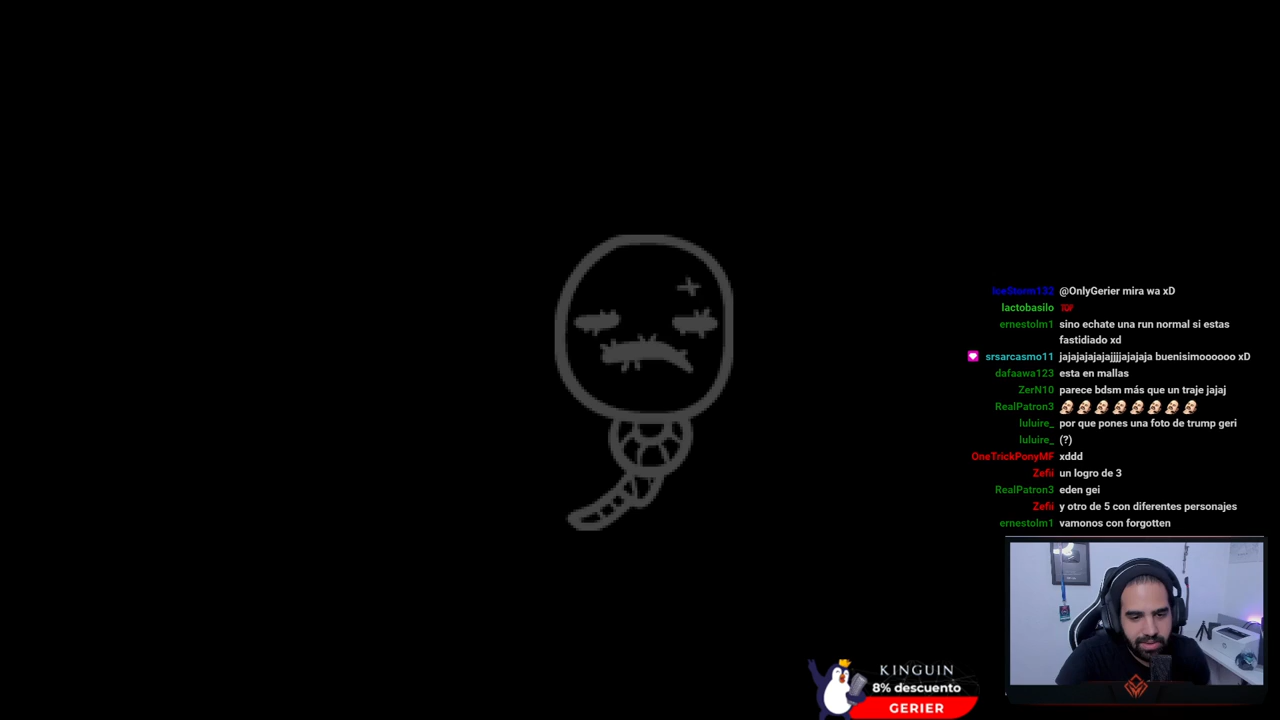 IceStorm132 @OnlyGerier mira wa xD
lactobasilo
ernestolm1 sino echate una run normal si estas
fastidiado xd
srsarcasmo11 jajajajajajajjjjajajaja buenisimoooooo xD
dafaawa123 esta en mallas
ZerN10 parece bdsm más que un traje jajaj
RealPatron3
luluire_ por que pones una foto de trump geri
luluire_ (?)
OneTrickPonyMF xddd
Zefii un logro de 3
RealPatron3 eden gei
Zefii y otro de 5 con diferentes personajes
ernestolm1 vamonos con forgotten
KINGUIN
8% descuento
GERIER